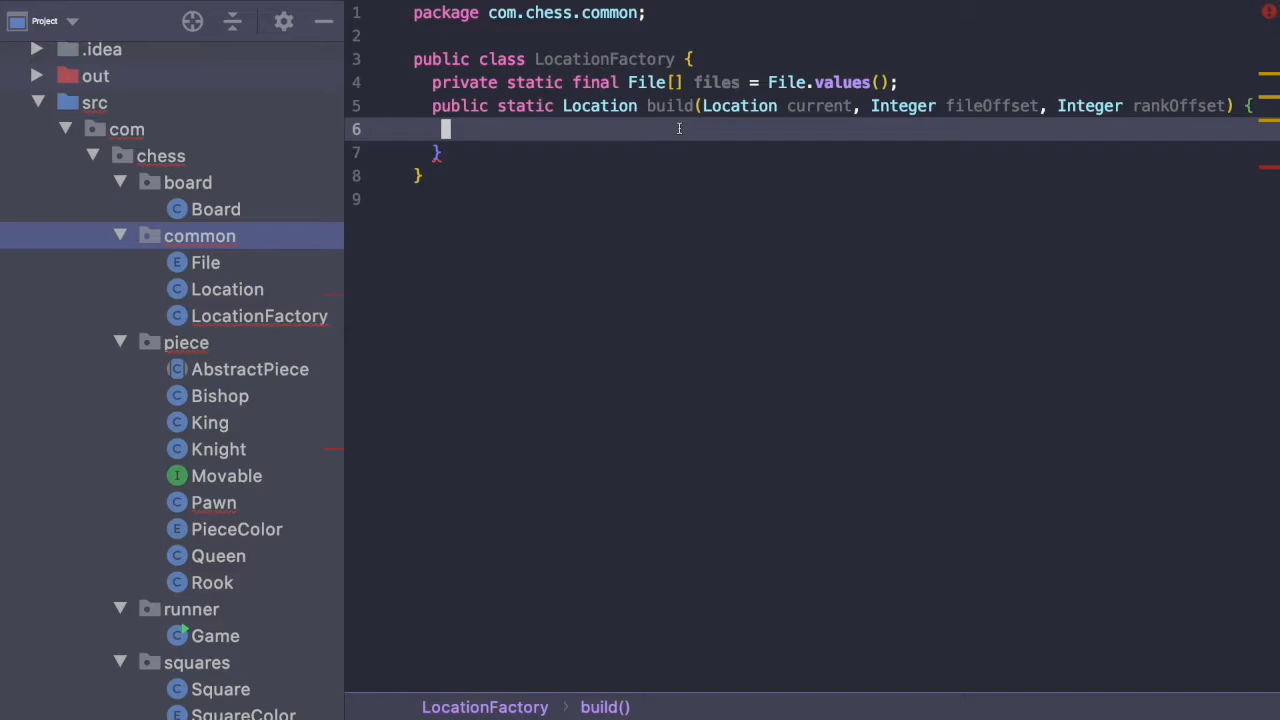 Project
.idea
out
src
com
chess
board
Board
common
File
Location
LocationFactory
piece
AbstractPiece
Bishop
King
Knight
Movable
Pawn
PieceColor
Queen
Rook
runner
Game
squares
Square
SquareColor
1 package com.chess.common;
2
3 public class LocationFactory {
4 private static final File[] files = File.values();
5 public static Location build(Location current, Integer fileOffset, Integer rankOffset) {
6
7 }
8 }
9
LocationFactory › build()